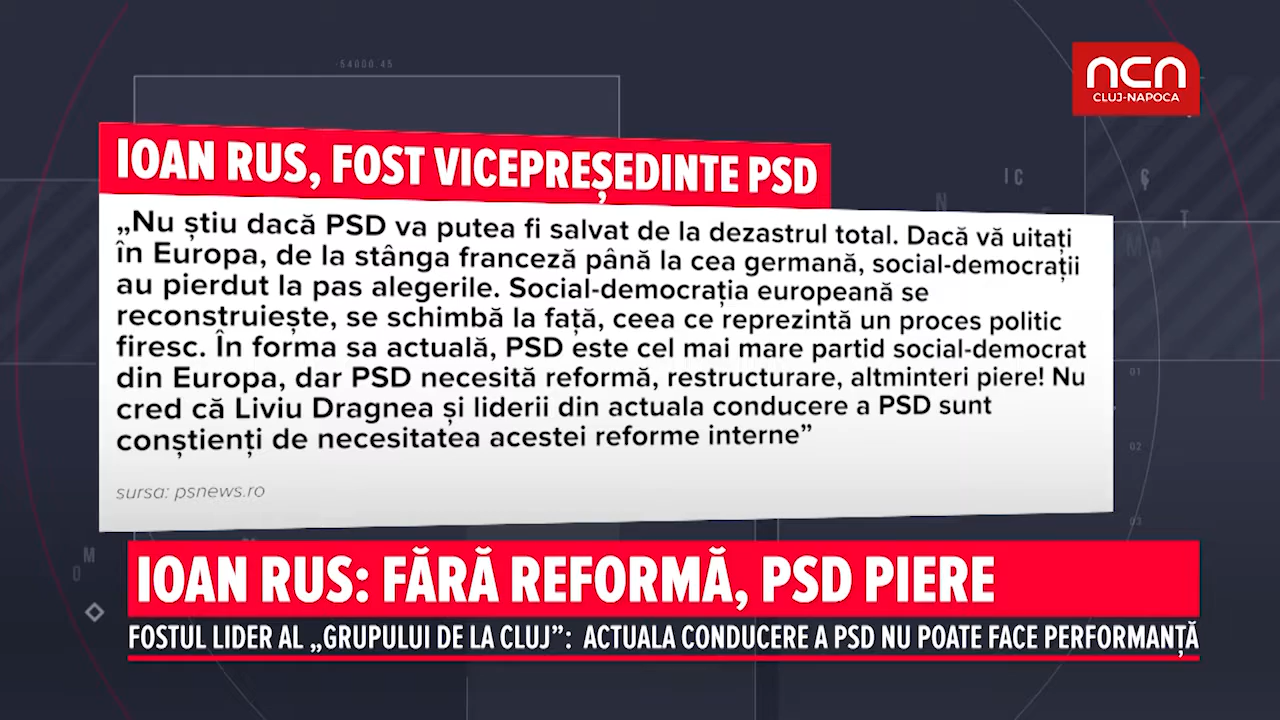 54000.45
ncn
CLUJ-NAPOCA
IOAN RUS, FOST VICEPREȘEDINTE PSD
„Nu știu dacă PSD va putea fi salvat de la dezastrul total. Dacă vă uitați
în Europa, de la stânga franceză până la cea germană, social-democrații
au pierdut la pas alegerile. Social-democrația europeană se
reconstruiește, se schimbă la față, ceea ce reprezintă un proces politic
firesc. În forma sa actuală, PSD este cel mai mare partid social-democrat
din Europa, dar PSD necesită reformă, restructurare, altminteri piere! Nu
cred că Liviu Dragnea și liderii din actuala conducere a PSD sunt
conștienți de necesitatea acestei reforme interne”
sursa: psnews.ro
01
02
03
IOAN RUS: FĂRĂ REFORMĂ, PSD PIERE
FOSTUL LIDER AL „GRUPULUI DE LA CLUJ”: ACTUALA CONDUCERE A PSD NU POATE FACE PERFORMANȚĂ